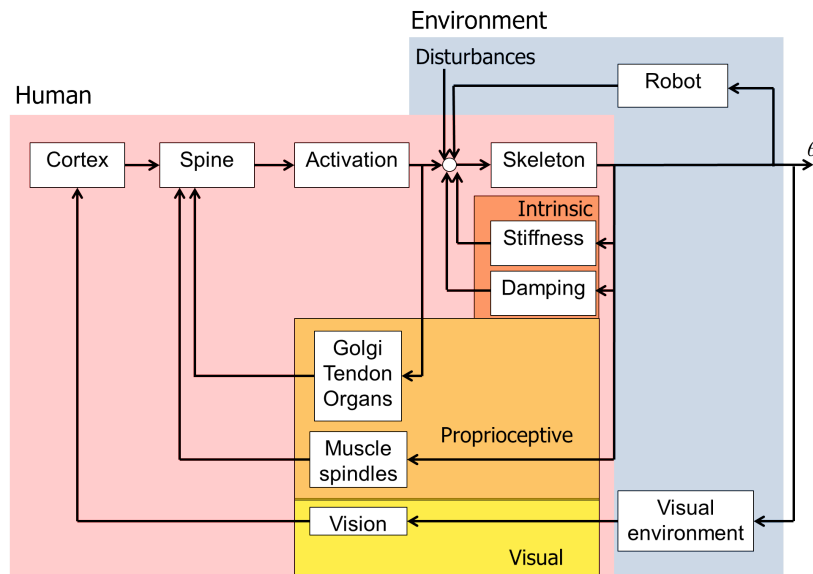 Environment
Disturbances
Robot
Human
Cortex
Spine
Activation
Skeleton
Intrinsic
Stiffness
Damping
Golgi
Tendon
Organs
Proprioceptive
Muscle
spindles
Vision
Visual
environment
Visual